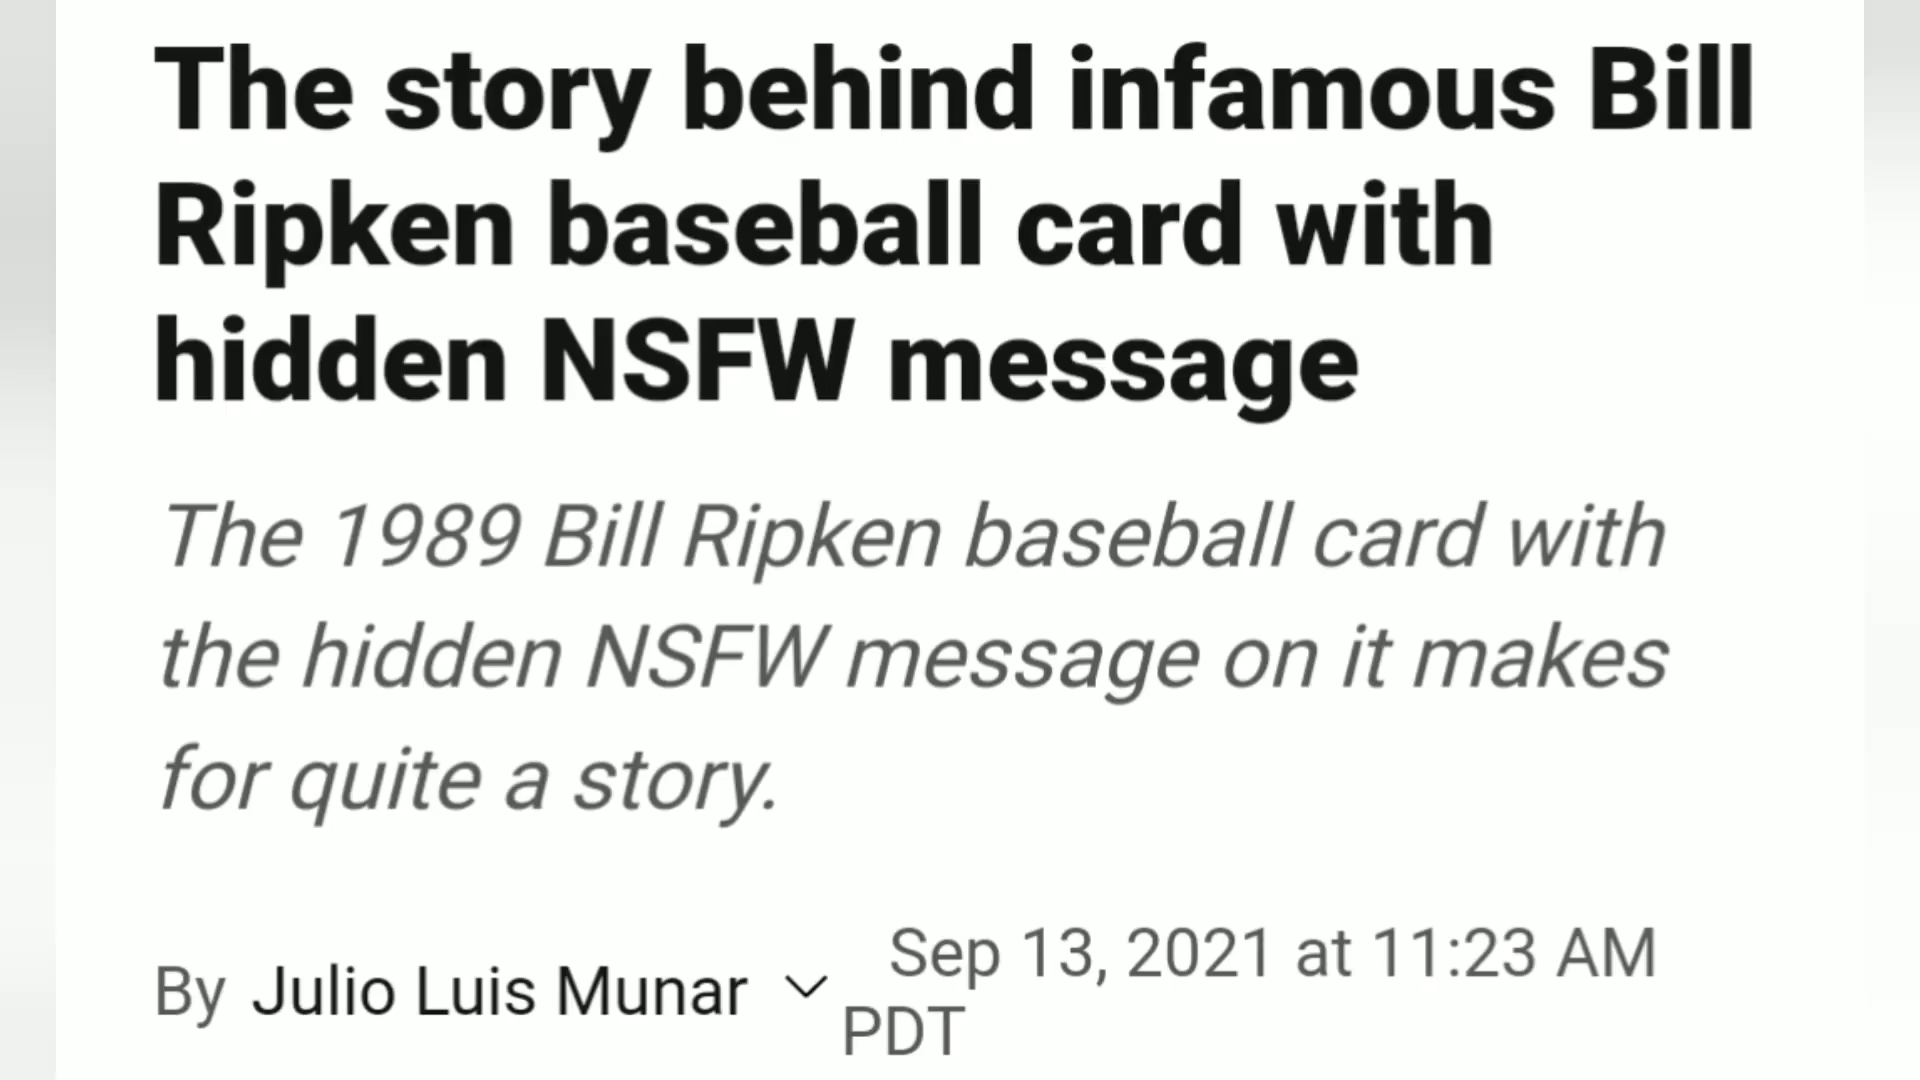 The story behind infamous Bill
Ripken baseball card with
hidden NSFW message
The 1989 Bill Ripken baseball card with
the hidden NSFW message on it makes
for quite a story.
By Julio Luis Munar
Sep 13, 2021 at 11:23 AM
PDT